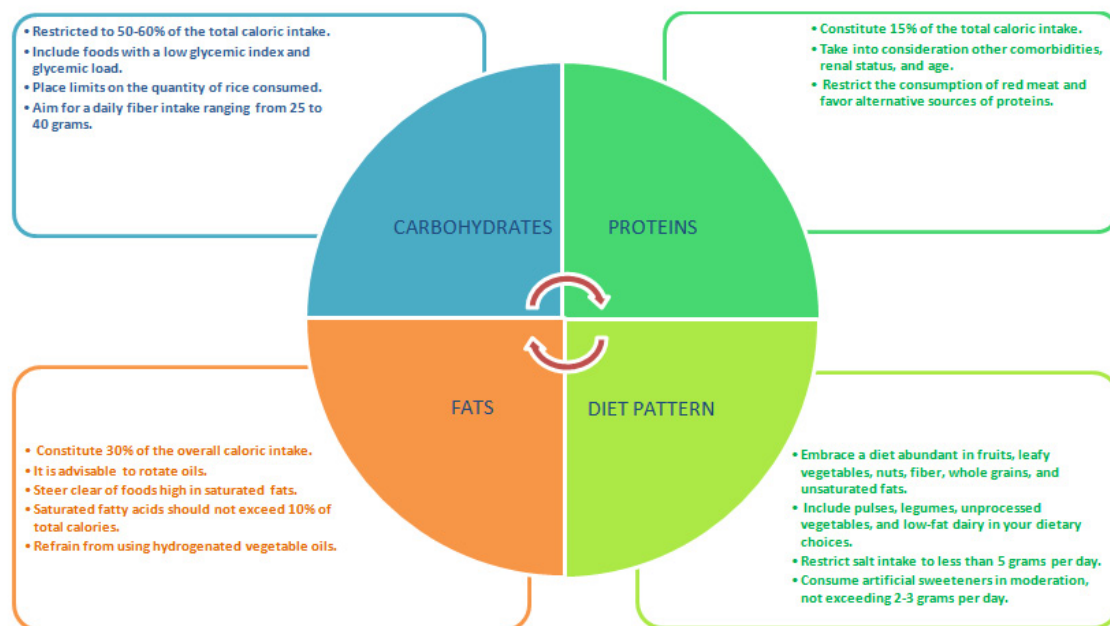 • Restricted to 50-60% of the total caloric intake.
• Include foods with a low glycemic index and
glycemic load.
• Place limits on the quantity of rice consumed.
• Aim for a daily fiber intake ranging from 25 to
40 grams.
• Constitute 15% of the total caloric intake.
• Take into consideration other comorbidities,
renal status, and age.
• Restrict the consumption of red meat and
favor alternative sources of proteins.
CARBOHYDRATES
PROTEINS
FATS
DIET PATTERN
• Constitute 30% of the overall caloric intake.
• It is advisable to rotate oils.
• Steer clear of foods high in saturated fats.
• Saturated fatty acids should not exceed 10% of
total calories.
• Refrain from using hydrogenated vegetable oils.
• Embrace a diet abundant in fruits, leafy
vegetables, nuts, fiber, whole grains, and
unsaturated fats.
• Include pulses, legumes, unprocessed
vegetables, and low-fat dairy in your dietary
choices.
• Restrict salt intake to less than 5 grams per day.
• Consume artificial sweeteners in moderation,
not exceeding 2-3 grams per day.